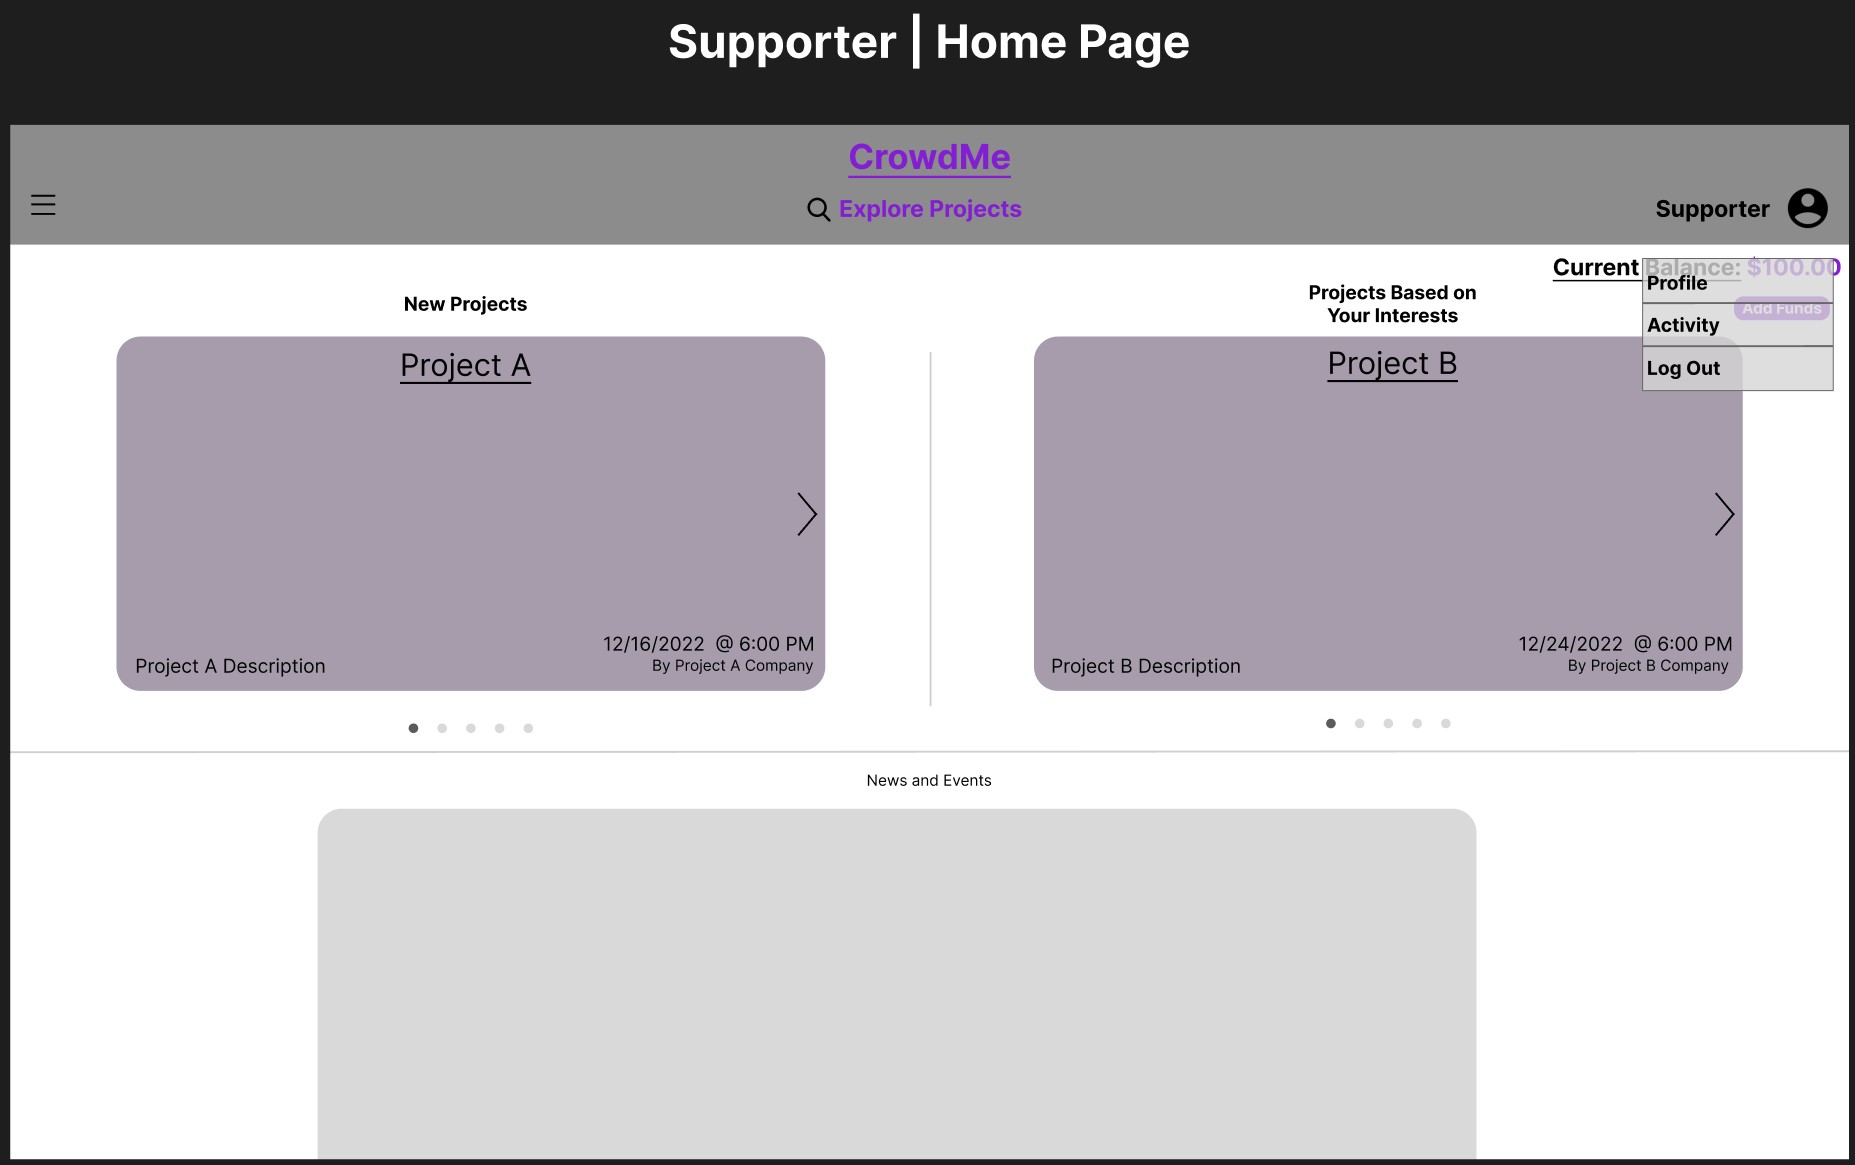 Supporter | Home Page
CrowdMe
Explore Projects
Supporter
Current Balance: $100.00
Profile
Add Funds
Activity
Log Out
New Projects
Projects Based on
Your Interests
Project A
Project A Description
12/16/2022 @ 6:00 PM
By Project A Company
Project B
Project B Description
12/24/2022 @ 6:00 PM
By Project B Company
News and Events